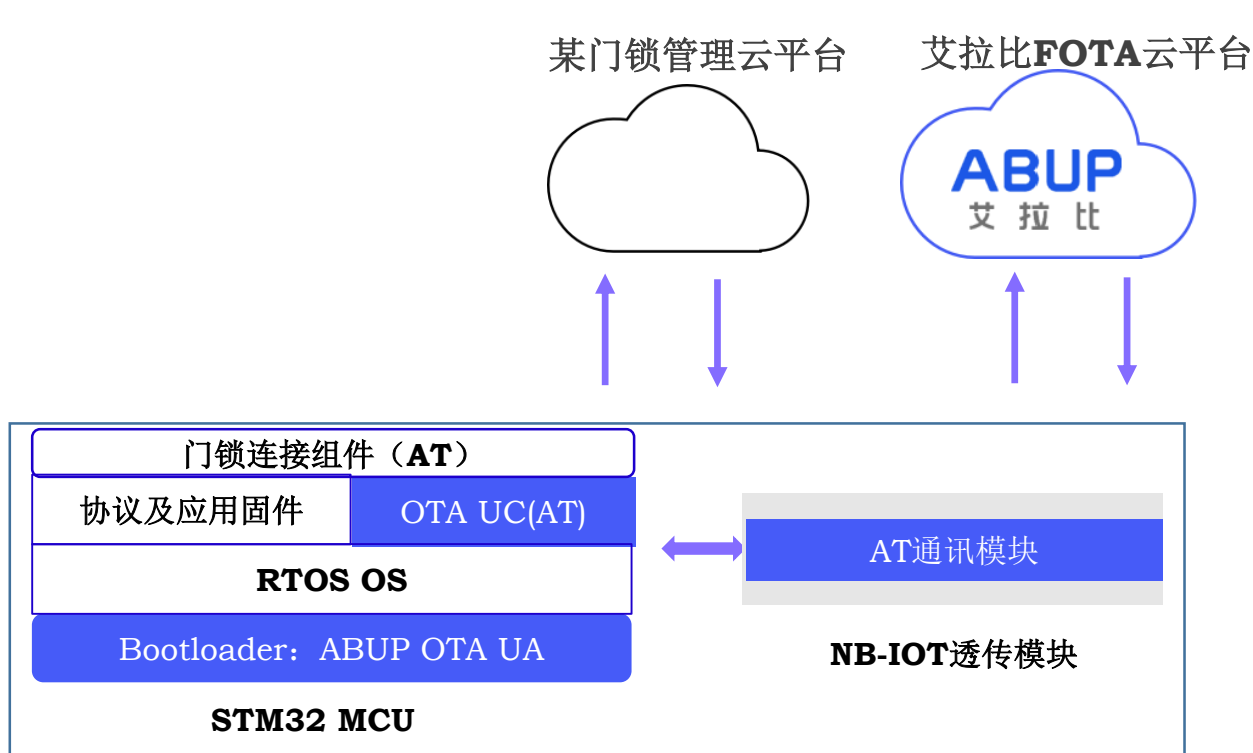 某门锁管理云平台
艾拉比FOTA云平台
ABUP
艾拉比
门锁连接组件（AT）
协议及应用固件
OTA UC(AT)
RTOS OS
Bootloader：ABUP OTA UA
STM32 MCU
AT通讯模块
NB-IOT透传模块